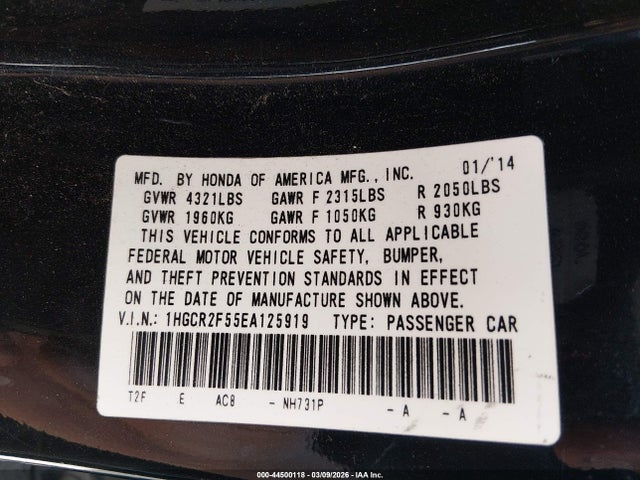 MFD. BY HONDA OF AMERICA MFG., INC. 01/'14
GVWR 4321LBS GAWR F 2315LBS R 2050LBS
GVWR 1960KG GAWR F 1050KG R 930KG
THIS VEHICLE CONFORMS TO ALL APPLICABLE
FEDERAL MOTOR VEHICLE SAFETY, BUMPER,
AND THEFT PREVENTION STANDARDS IN EFFECT
ON THE DATE OF MANUFACTURE SHOWN ABOVE.
V.I.N.: 1HGCR2F55EA125919 TYPE: PASSENGER CAR
T2F E AC8 - NH731P - A - A
000-44500118 - 03/09/2026 - IAA Inc.